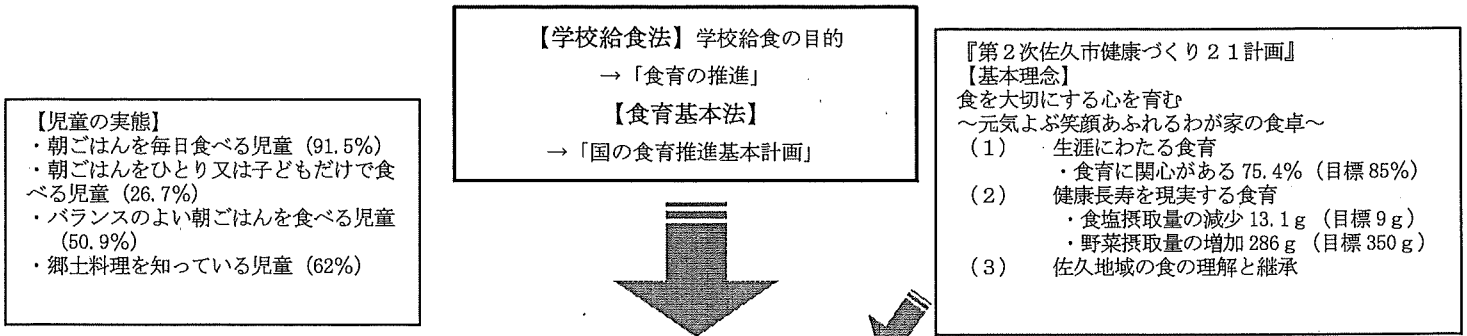 【学校給食法】学校給食の目的
→「食育の推進」
【食育基本法】
→「国の食育推進基本計画」
【児童の実態】
・朝ごはんを毎日食べる児童 (91.5%)
・朝ごはんをひとり又は子どもだけで食
べる児童 (26.7%)
・バランスのよい朝ごはんを食べる児童
(50.9%)
・郷土料理を知っている児童 (62%)
『第２次佐久市健康づくり２１計画』
【基本理念】
食を大切にする心を育む
～元気よぶ笑顔あふれるわが家の食卓～
（１）　生涯にわたる食育
・食育に関心がある 75.4%（目標 85%）
（２）　健康長寿を現実する食育
・食塩摂取量の減少 13.1ｇ（目標 9ｇ）
・野菜摂取量の増加 286ｇ（目標 350ｇ）
（３）　佐久地域の食の理解と継承